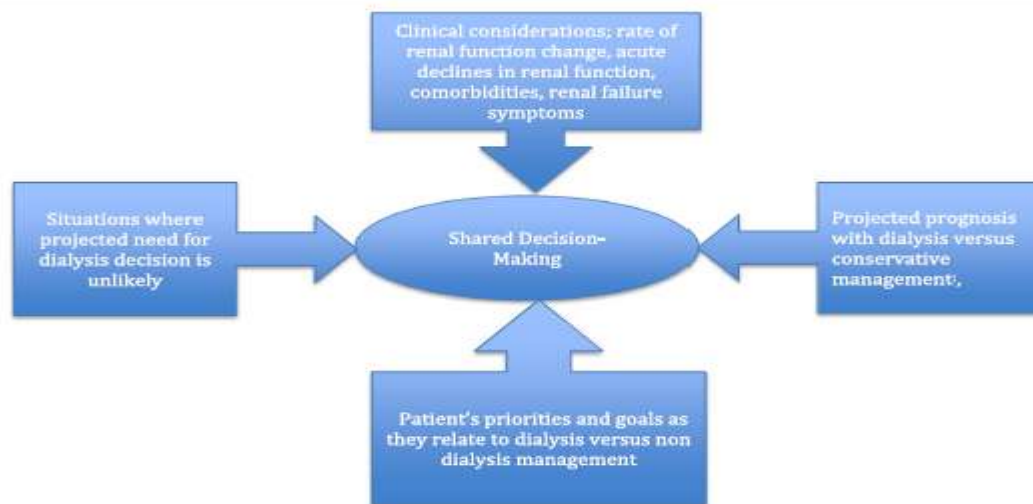 Clinical considerations; rate of
renal function change, acute
declines in renal function,
comorbidities, renal failure
symptoms
Situations where
projected need for
dialysis decision is
unlikely
Shared Decision-
Making
Projected prognosis
with dialysis versus
conservative
management,
Patient's priorities and goals as
they relate to dialysis versus non
dialysis management